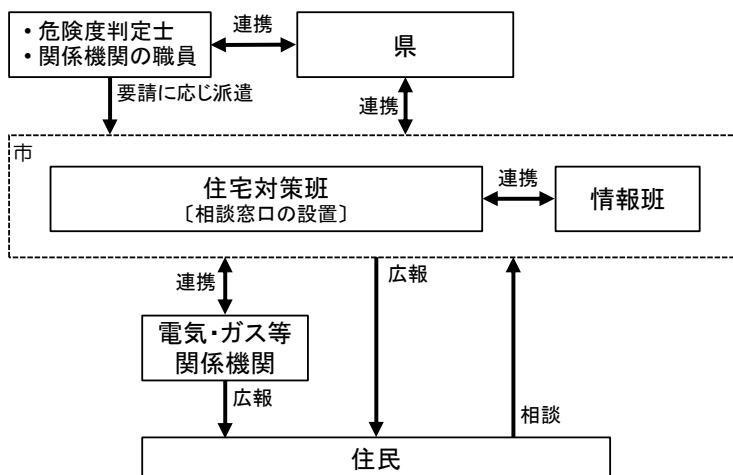 ・危険度判定士
・関係機関の職員
連携
県
要請に応じ派遣
連携
市
住宅対策班
〔相談窓口の設置〕
連携
情報班
連携
広報
電気・ガス等
関係機関
広報
相談
住民